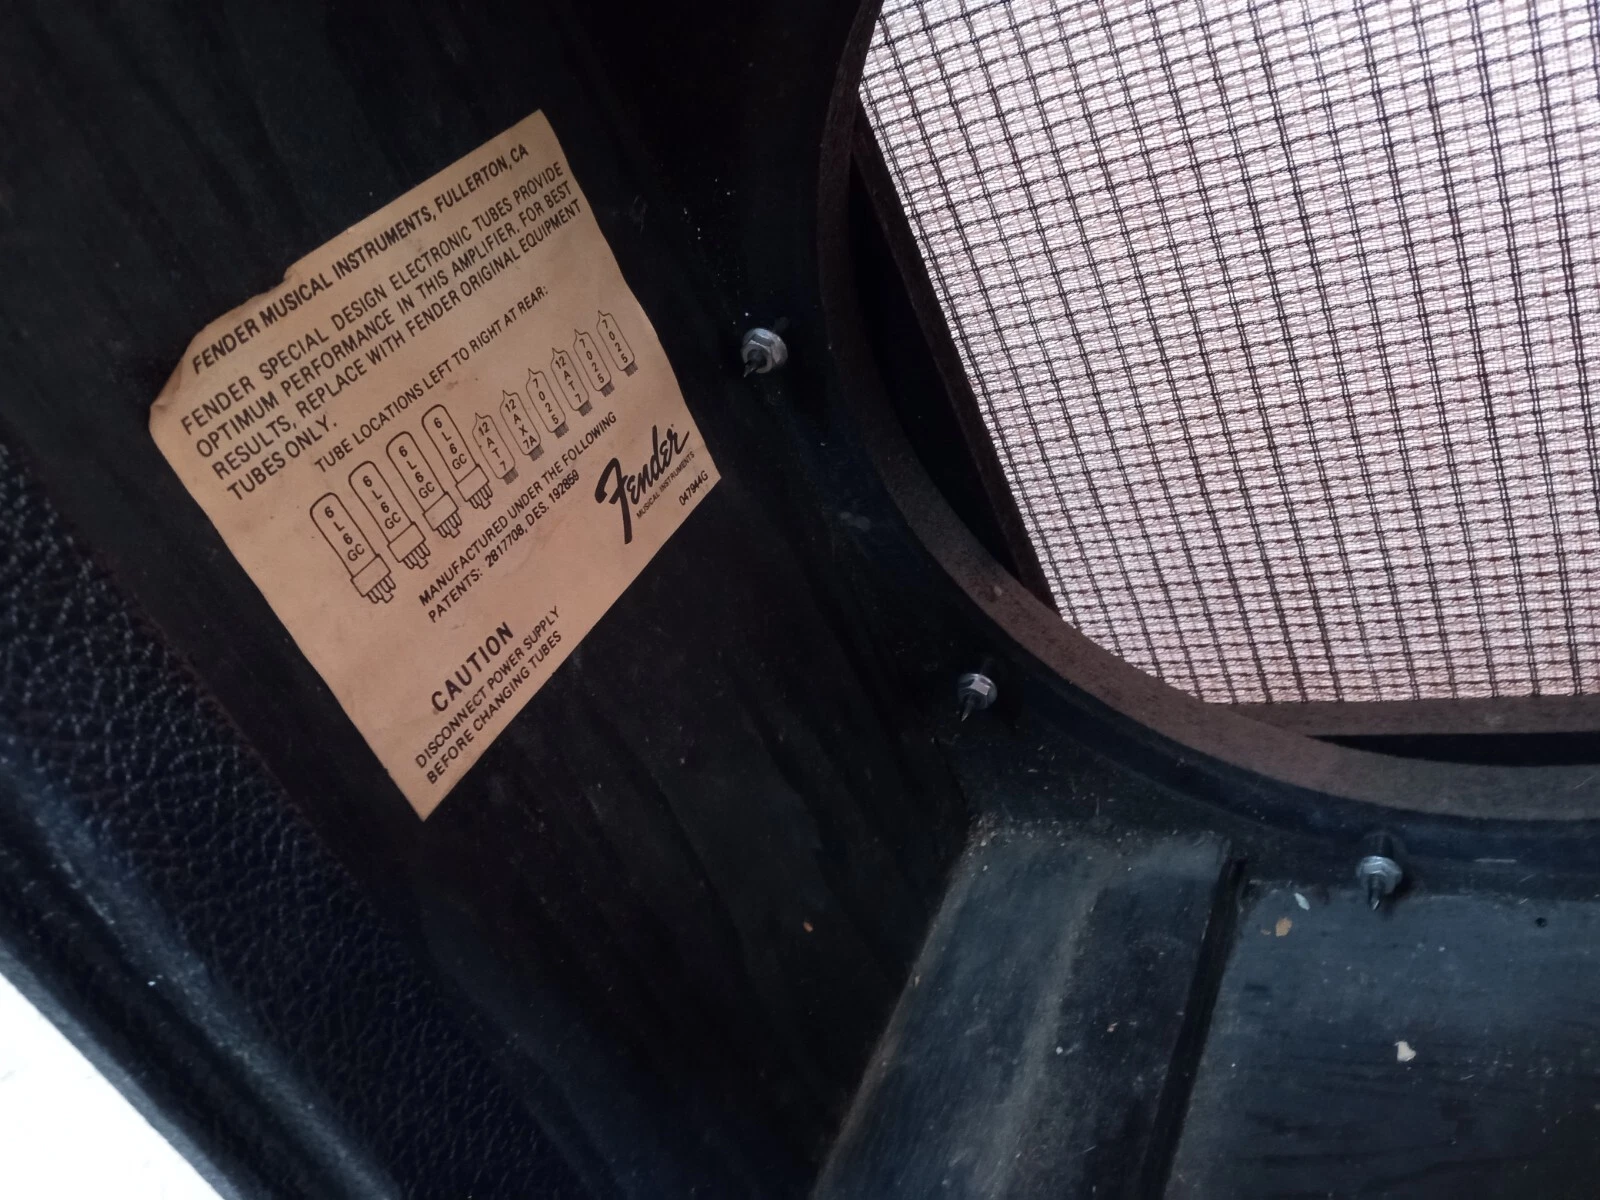 FENDER MUSICAL INSTRUMENTS, FULLERTON, CA
FENDER SPECIAL DESIGN ELECTRONIC TUBES PROVIDE
OPTIMUM PERFORMANCE IN THIS AMPLIFIER. FOR BEST
RESULTS, REPLACE WITH FENDER ORIGINAL EQUIPMENT
TUBES ONLY.
TUBE LOCATIONS LEFT TO RIGHT AT REAR:
6L6GC
6L6GC
6L6GC
6L6GC
12AT7
12AX7A
7025
12AT7
7025
7025
MANUFACTURED UNDER THE FOLLOWING
PATENTS: 2817708, DES. 192859
Fender
MUSICAL INSTRUMENTS
047944G
CAUTION
DISCONNECT POWER SUPPLY
BEFORE CHANGING TUBES